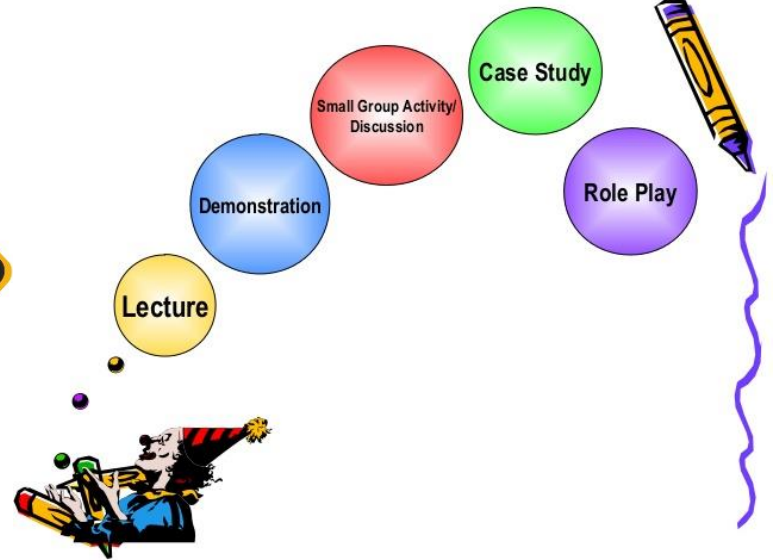 Lecture
Demonstration
Small Group Activity/
Discussion
Case Study
Role Play